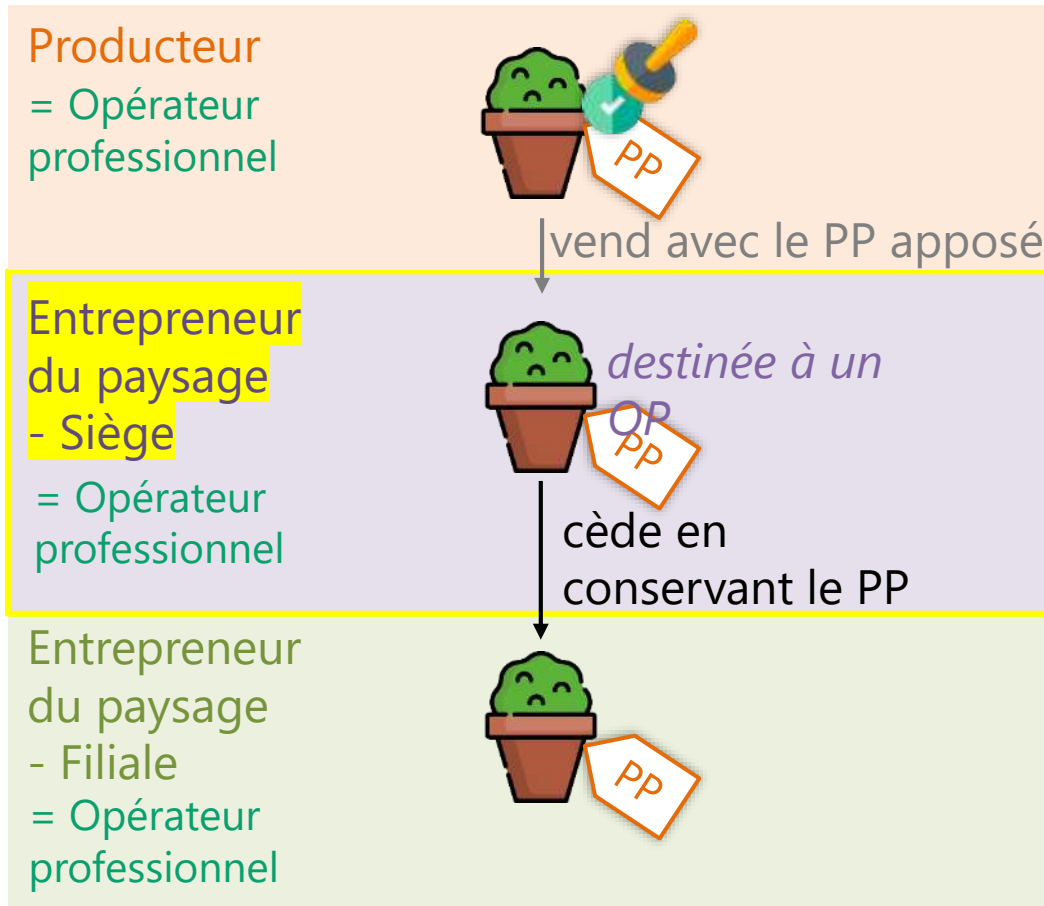 Producteur
= Opérateur
professionnel
PP
vend avec le PP apposé
Entrepreneur
du paysage
- Siège
= Opérateur
professionnel
destinée à un
OP
PP
cède en
conservant le PP
Entrepreneur
du paysage
- Filiale
= Opérateur
professionnel
PP